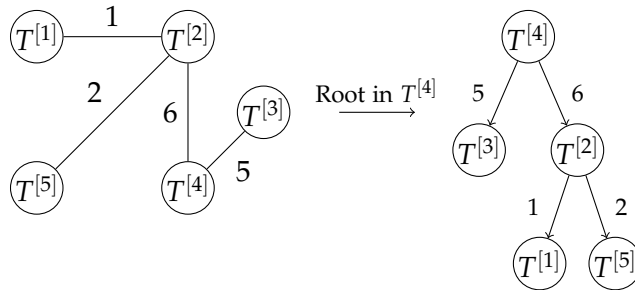 T^{[1]} 1 T^{[2]} T^{[4]}
2 6 T^{[3]} Root in T^{[4]} 5 6
T^{[5]} T^{[4]} 5 T^{[3]} T^{[2]}
1 2
T^{[1]} T^{[5]}